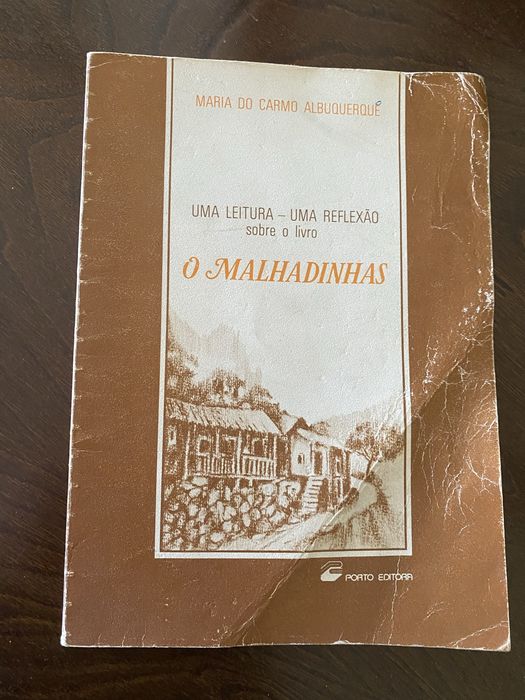 MARIA DO CARMO ALBUQUERQUE
UMA LEITURA – UMA REFLEXÃO
sobre o livro
O MALHADINHAS
PORTO EDITORA